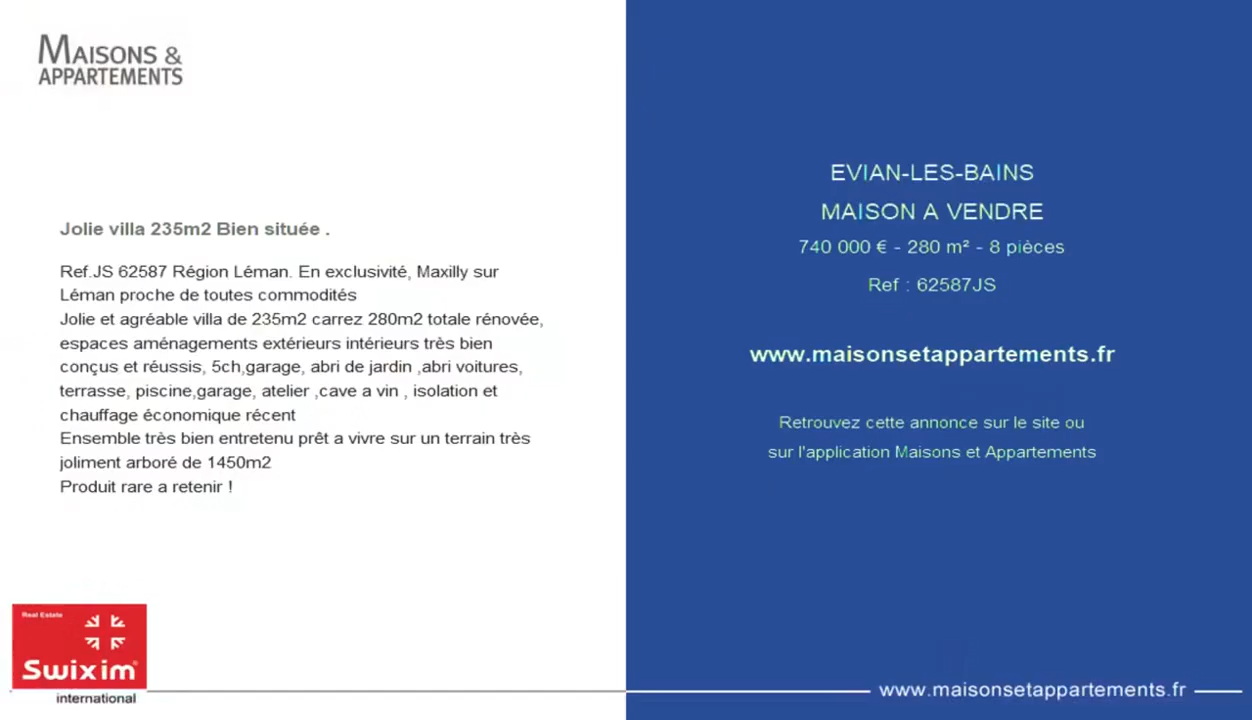 MAISONS &
APPARTEMENTS
Jolie villa 235m2 Bien située .
Ref.JS 62587 Région Léman. En exclusivité, Maxilly sur
Léman proche de toutes commodités
Jolie et agréable villa de 235m2 carrez 280m2 totale rénovée,
espaces aménagements extérieurs intérieurs très bien
conçus et réussis, 5ch,garage, abri de jardin ,abri voitures,
terrasse, piscine,garage, atelier ,cave a vin , isolation et
chauffage économique récent
Ensemble très bien entretenu prêt a vivre sur un terrain très
joliment arboré de 1450m2
Produit rare a retenir !
Real Estate
Swixim
international
EVIAN-LES-BAINS
MAISON A VENDRE
740 000 € - 280 m² - 8 pièces
Ref : 62587JS
www.maisonsetappartements.fr
Retrouvez cette annonce sur le site ou
sur l'application Maisons et Appartements
www.maisonsetappartements.fr